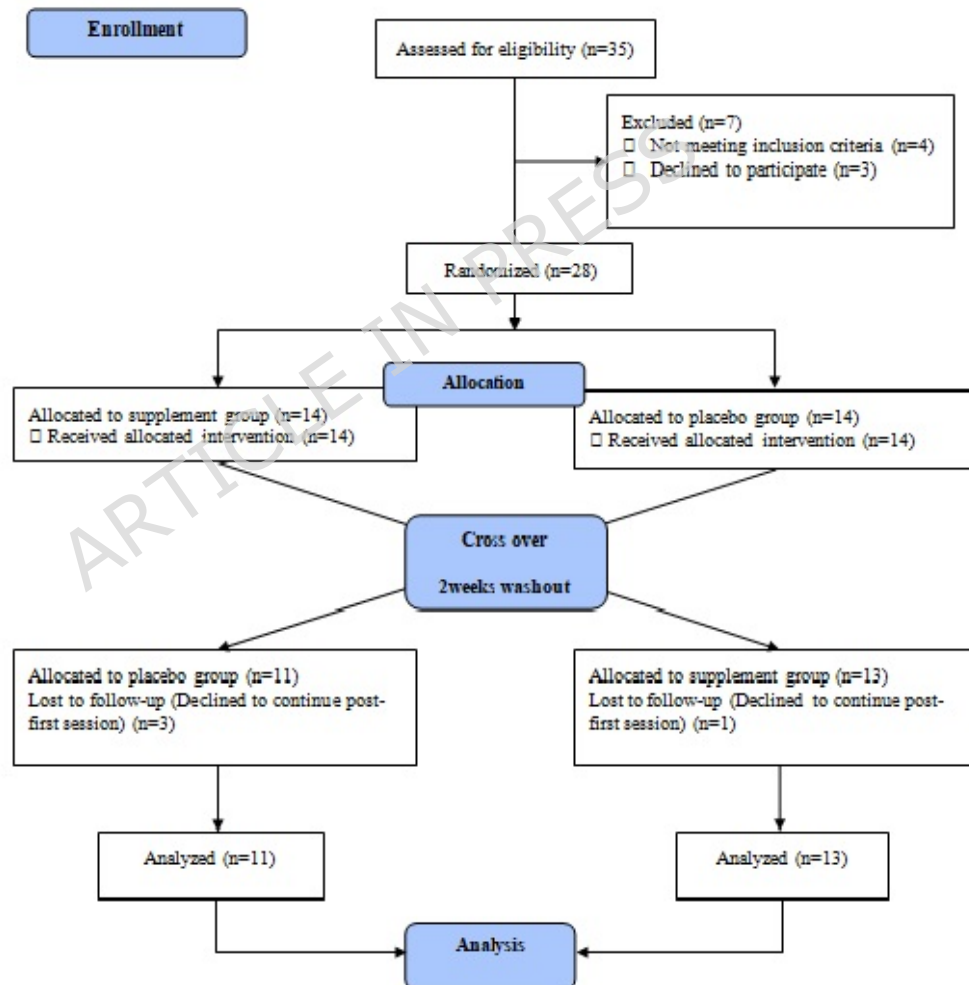 Enrollment
Assessed for eligibility (n=35)
Excluded (n=7)
□ Not meeting inclusion criteria (n=4)
□ Declined to participate (n=3)
Randomized (n=28)
Allocation
Allocated to supplement group (n=14)
□ Received allocated intervention (n=14)
Allocated to placebo group (n=14)
□ Received allocated intervention (n=14)
Cross over
2weeks washout
Allocated to placebo group (n=11)
Lost to follow-up (Declined to continue post-
first session) (n=3)
Allocated to supplement group (n=13)
Lost to follow-up (Declined to continue post-
first session) (n=1)
Analyzed (n=11)
Analyzed (n=13)
Analysis
ARTICLE IN PRESS